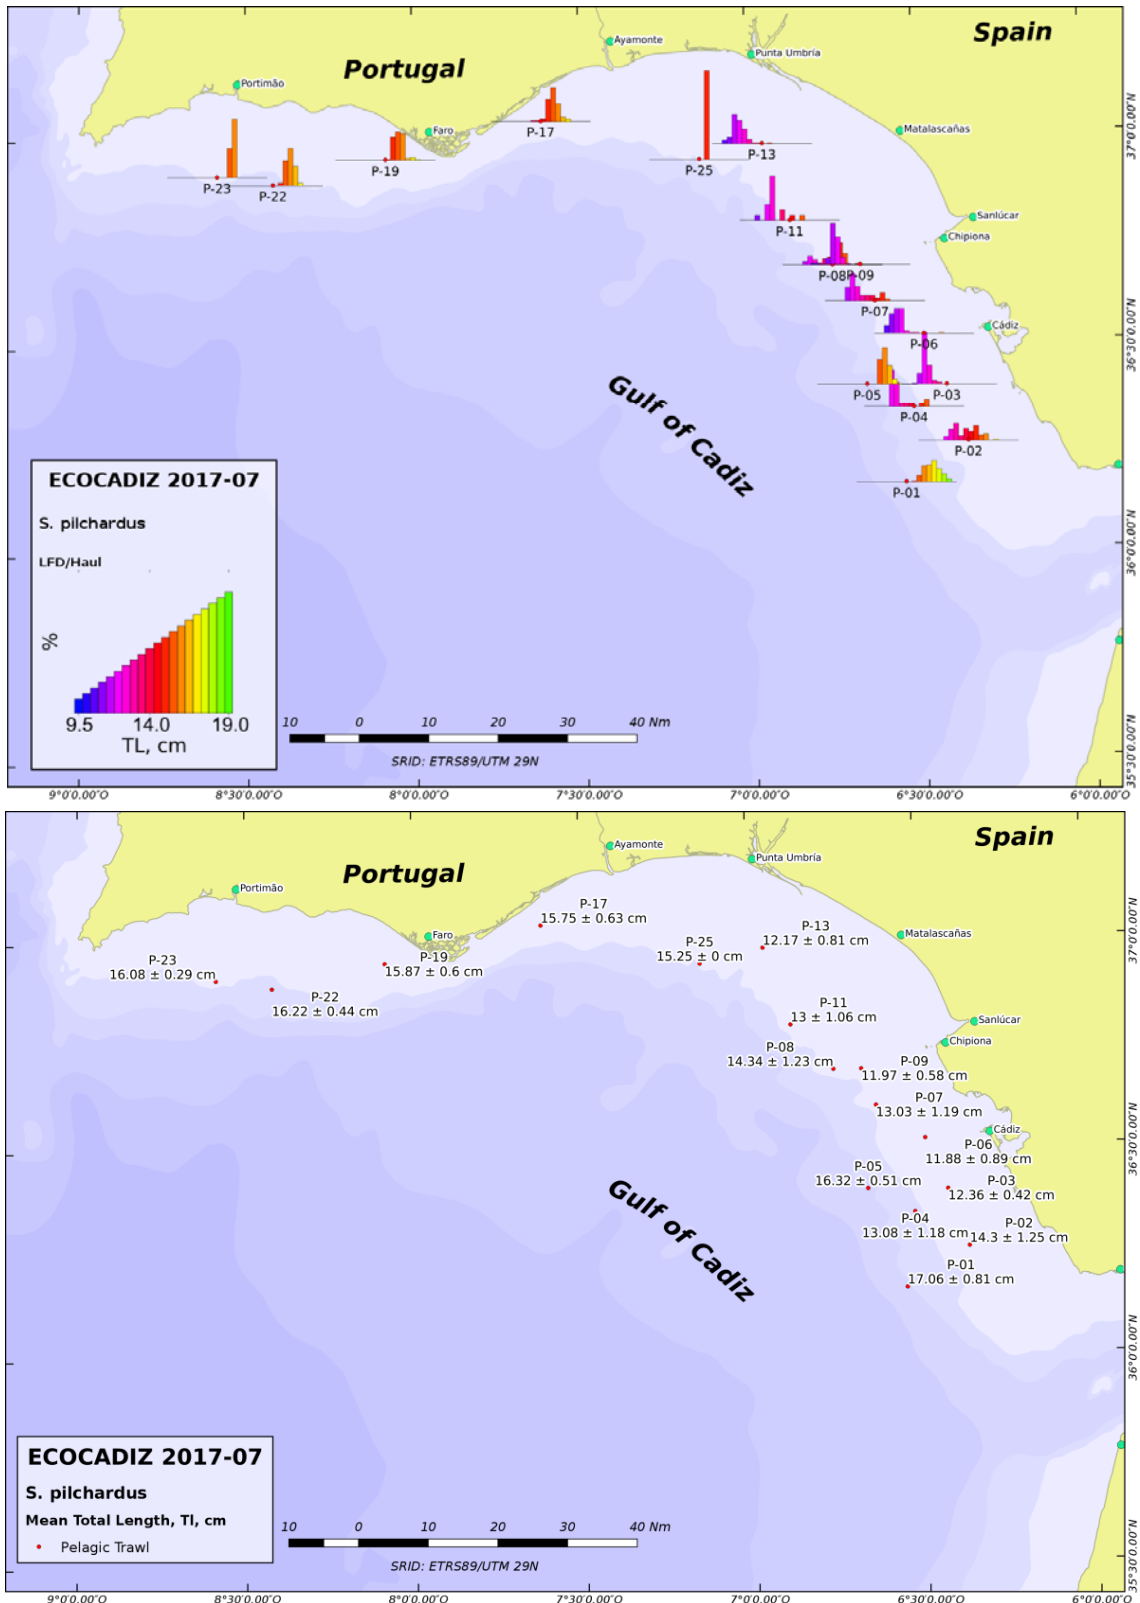 Spain
Portugal
Ayamonte
Punta Umbría
Portimão
Faro
Matalascañas
P-17
P-13
P-19
P-25
P-23
P-22
Sanlúcar
P-11
Chipiona
P-08
P-09
P-07
Cádiz
P-06
P-05
P-03
P-04
P-02
P-01
Gulf of Cadiz
37°0'0.00"N
36°30'0.00"N
36°0'0.00"N
35°30'0.00"N
ECOCADIZ 2017-07
S. pilchardus
LFD/Haul
%
9.5 14.0 19.0
TL, cm
10 0 10 20 30 40 Nm
SRID: ETRS89/UTM 29N
9°0'0.00"O 8°30'0.00"O 8°0'0.00"O 7°30'0.00"O 7°0'0.00"O 6°30'0.00"O 6°0'0.00"O
Spain
Portugal
Ayamonte
Punta Umbría
Portimão
P-17
15.75 ± 0.63 cm
P-13
12.17 ± 0.81 cm
Faro
Matalascañas
P-25
15.25 ± 0 cm
P-19
15.87 ± 0.6 cm
P-23
16.08 ± 0.29 cm
P-22
16.22 ± 0.44 cm
P-11
13 ± 1.06 cm
Sanlúcar
Chipiona
P-08
14.34 ± 1.23 cm
P-09
11.97 ± 0.58 cm
P-07
13.03 ± 1.19 cm
Cádiz
P-06
11.88 ± 0.89 cm
P-05
16.32 ± 0.51 cm
P-03
12.36 ± 0.42 cm
P-04
13.08 ± 1.18 cm
P-02
14.3 ± 1.25 cm
P-01
17.06 ± 0.81 cm
Gulf of Cadiz
37°0'0.00"N
36°30'0.00"N
36°0'0.00"N
35°30'0.00"N
ECOCADIZ 2017-07
S. pilchardus
Mean Total Length, Tl, cm
Pelagic Trawl
10 0 10 20 30 40 Nm
SRID: ETRS89/UTM 29N
9°0'0.00"O 8°30'0.00"O 8°0'0.00"O 7°30'0.00"O 7°0'0.00"O 6°30'0.00"O 6°0'0.00"O